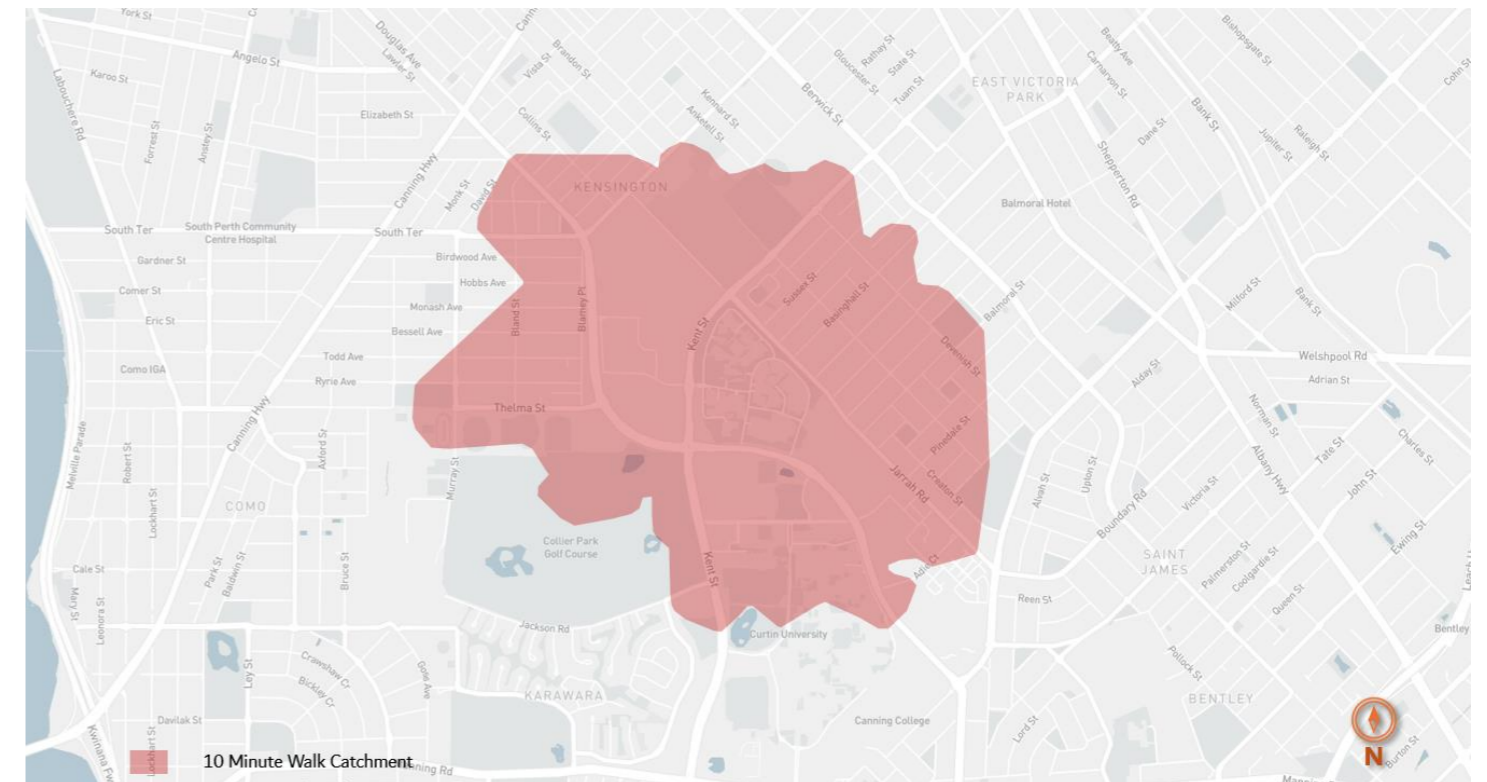 York St
Angelo St
Karoo St
Labouchere Rd
Forrest St
Anstey St
Douglas Ave
Lawler St
Elizabeth St
Canning Hwy
Vista St
Brandon St
Collins St
Kennard St
Anketell St
Gloucester St
Rathay St
State St
Tuam St
Berwick St
EAST VICTORIA
PARK
Beatty Ave
Carnarvon St
Bishopsgate St
Cohn St
Bank St
Dane St
Jupiter St
Raleigh St
Shepperton Rd
Balmoral Hotel
KENSINGTON
Monk St
David St
South Ter
South Perth Community
Centre Hospital
South Ter
Gardner St
Birdwood Ave
Comer St
Hobbs Ave
Eric St
Monash Ave
Bessell Ave
Bland St
Blamey Pl
Kent St
Sussex St
Basinghall St
Balmoral St
Devenish St
Milford St
Bank St
Welshpool Rd
Adrian St
Alday St
Norman St
Todd Ave
Como IGA
Ryrie Ave
Thelma St
Canning Hwy
Melville Parade
Robert St
Axford St
Murray St
COMO
Lockhart St
Pinedale St
Jarrah Rd
Creaton St
Alvah St
Upton St
Boundary Rd
Victoria St
Albany Hwy
Tate St
Charles St
John St
Ewing St
Collier Park
Golf Course
Kent St
Adie Ct
SAINT
JAMES
Palmerston St
Coolgardie St
Queen St
Cale St
Mary St
Leonora St
Park St
Baldwin St
Bruce St
Reen St
Jackson Rd
Curtin University
Bentley
Pollock St
Ley St
Crawshaw Cr
Bickley Cr
Goss Ave
KARAWARA
BENTLEY
Davilak St
Lockhart St
Kwinana Fw
Canning College
Lord St
Burton St
10 Minute Walk Catchment
nning Rd
N